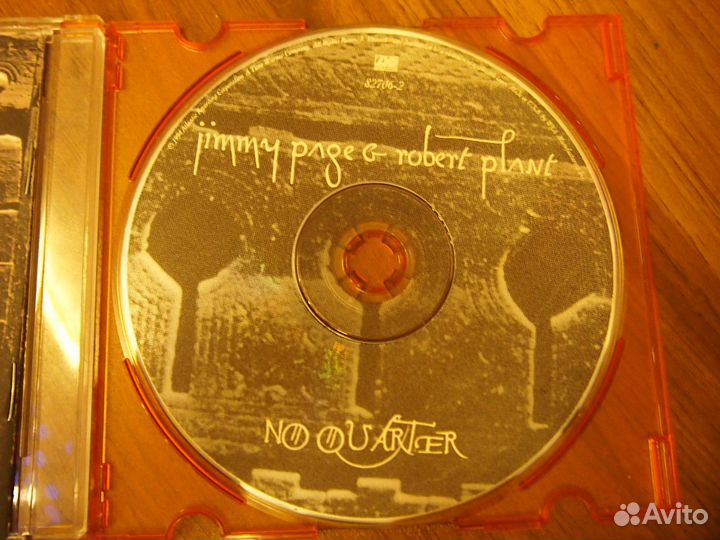 82706-2
jimmy page & robert plant
NO QUARTER
Avito